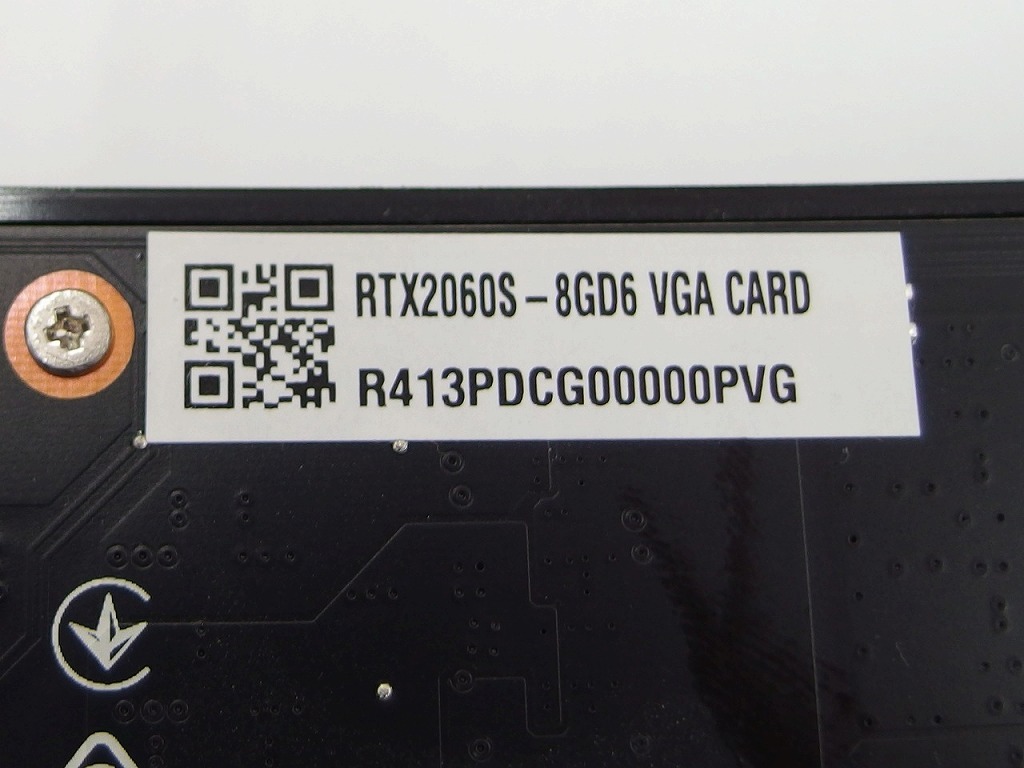 RTX2060S – 8GD6 VGA CARD
R413PDCG00000PVG